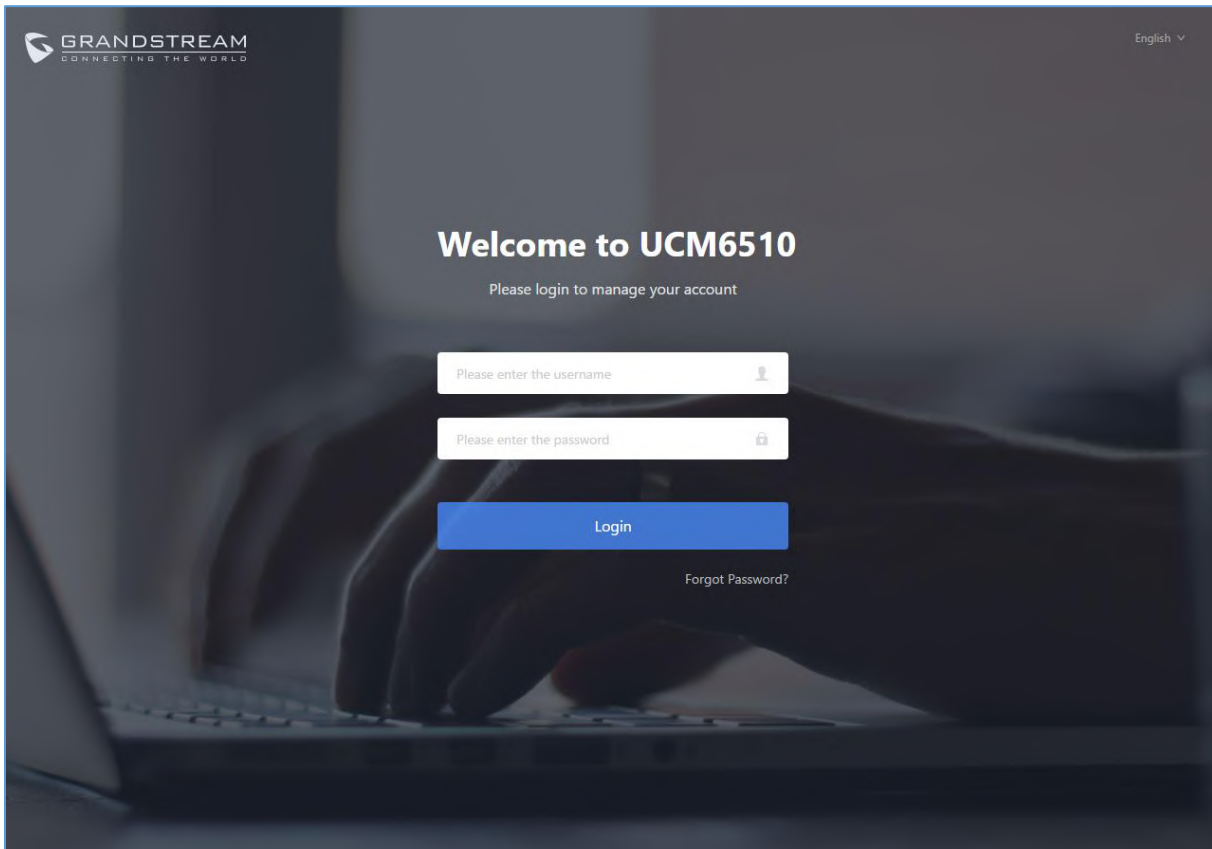 GRANDSTREAM
CONNECTING THE WORLD
English
Welcome to UCM6510
Please login to manage your account
Please enter the username
Please enter the password
Login
Forgot Password?